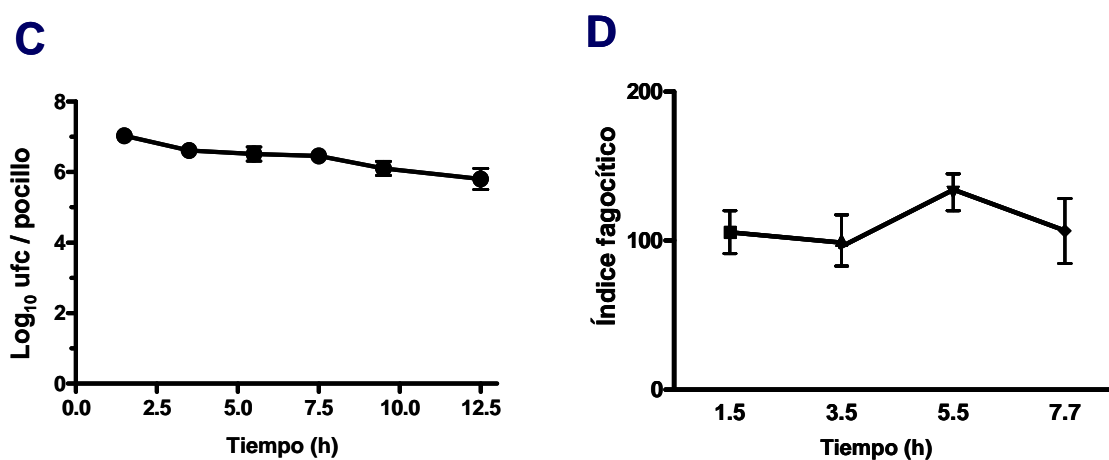 C
Log10 ufc / pocillo
8
6
4
2
0
0.0 2.5 5.0 7.5 10.0 12.5
Tiempo (h)
D
Índice fagocítico
200
100
0
1.5 3.5 5.5 7.7
Tiempo (h)